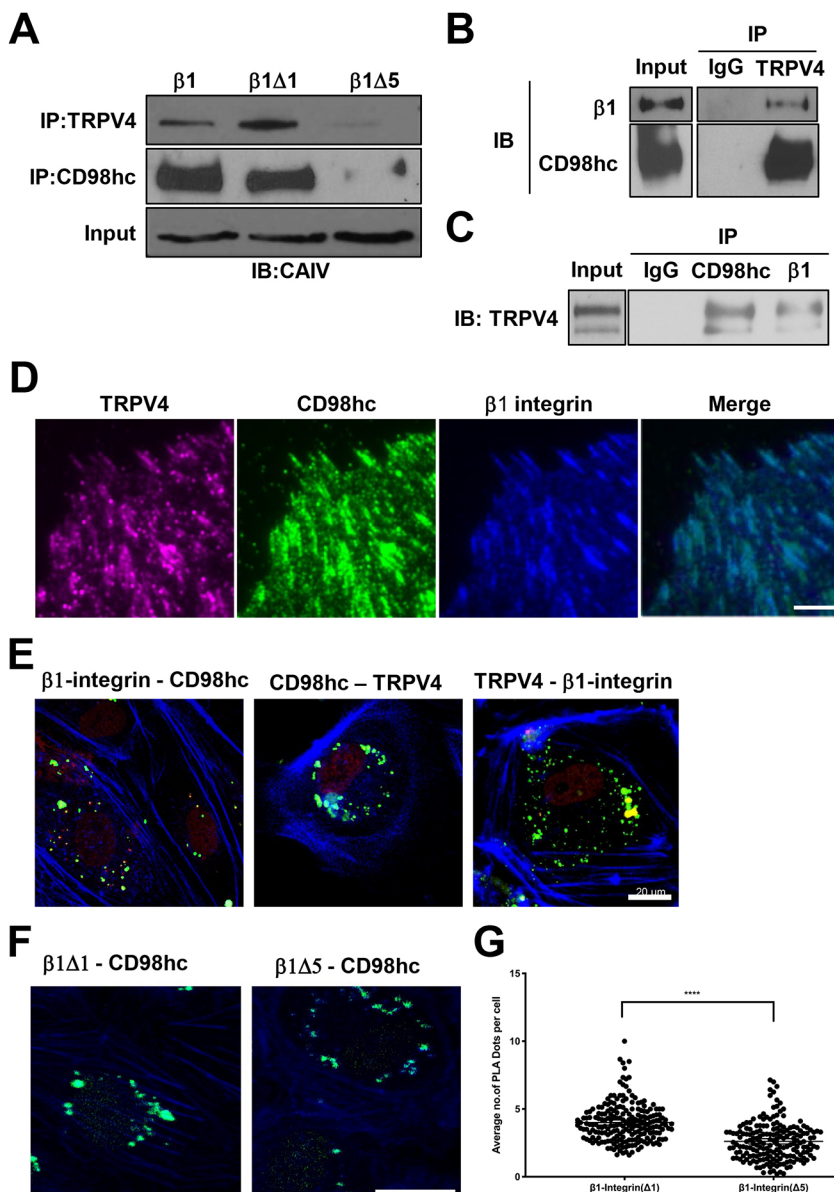 A
β1 β1Δ1 β1Δ5
IP:TRPV4
IP:CD98hc
Input
IB:CAIV
B
IP
Input IgG TRPV4
β1
IB
CD98hc
C
IP
Input IgG CD98hc β1
IB: TRPV4
D
TRPV4 CD98hc β1 integrin Merge
E
β1-integrin - CD98hc CD98hc – TRPV4 TRPV4 - β1-integrin
20 um
F
β1Δ1 - CD98hc β1Δ5 - CD98hc
G
15
10
5
0
Average no.of PLA Dots per cell
****
β1-Integrin(Δ1) β1-Integrin(Δ5)